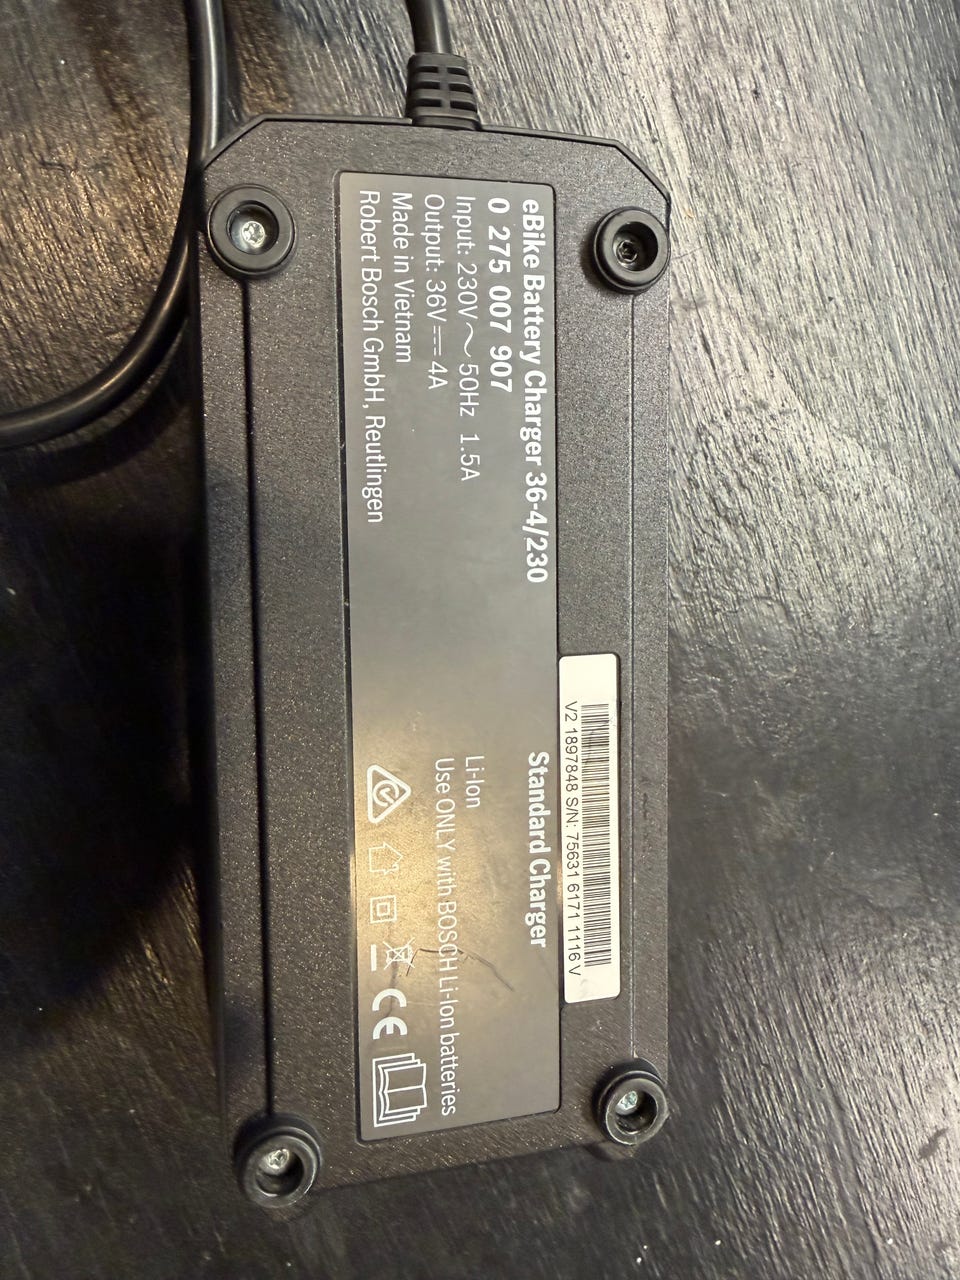 eBike Battery Charger 36-4/230
0 275 007 907
Input: 230V ~ 50Hz 1.5A
Output: 36V ⎓ 4A
Made in Vietnam
Robert Bosch GmbH, Reutlingen
Standard Charger
Li-Ion
Use ONLY with BOSCH Li-Ion batteries
CE
V2 1897848 S/N: 75631 6171 1116 V